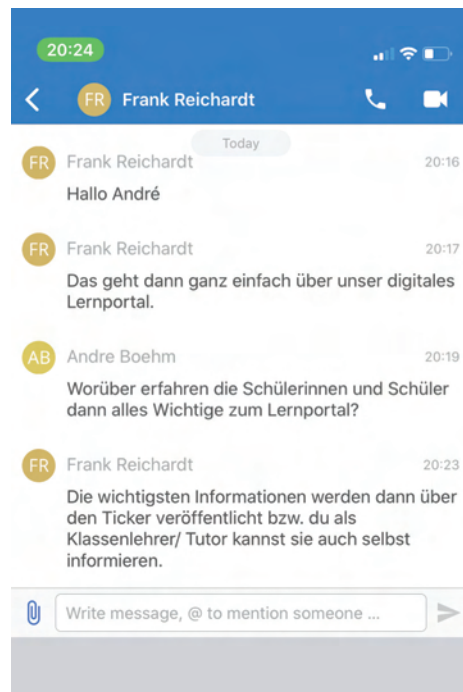 20:24
FR Frank Reichardt
Today
FR Frank Reichardt 20:16
Hallo André
FR Frank Reichardt 20:17
Das geht dann ganz einfach über unser digitales
Lernportal.
AB Andre Boehm 20:19
Worüber erfahren die Schülerinnen und Schüler
dann alles Wichtige zum Lernportal?
FR Frank Reichardt 20:23
Die wichtigsten Informationen werden dann über
den Ticker veröffentlicht bzw. du als
Klassenlehrer/ Tutor kannst sie auch selbst
informieren.
Write message, @ to mention someone ...